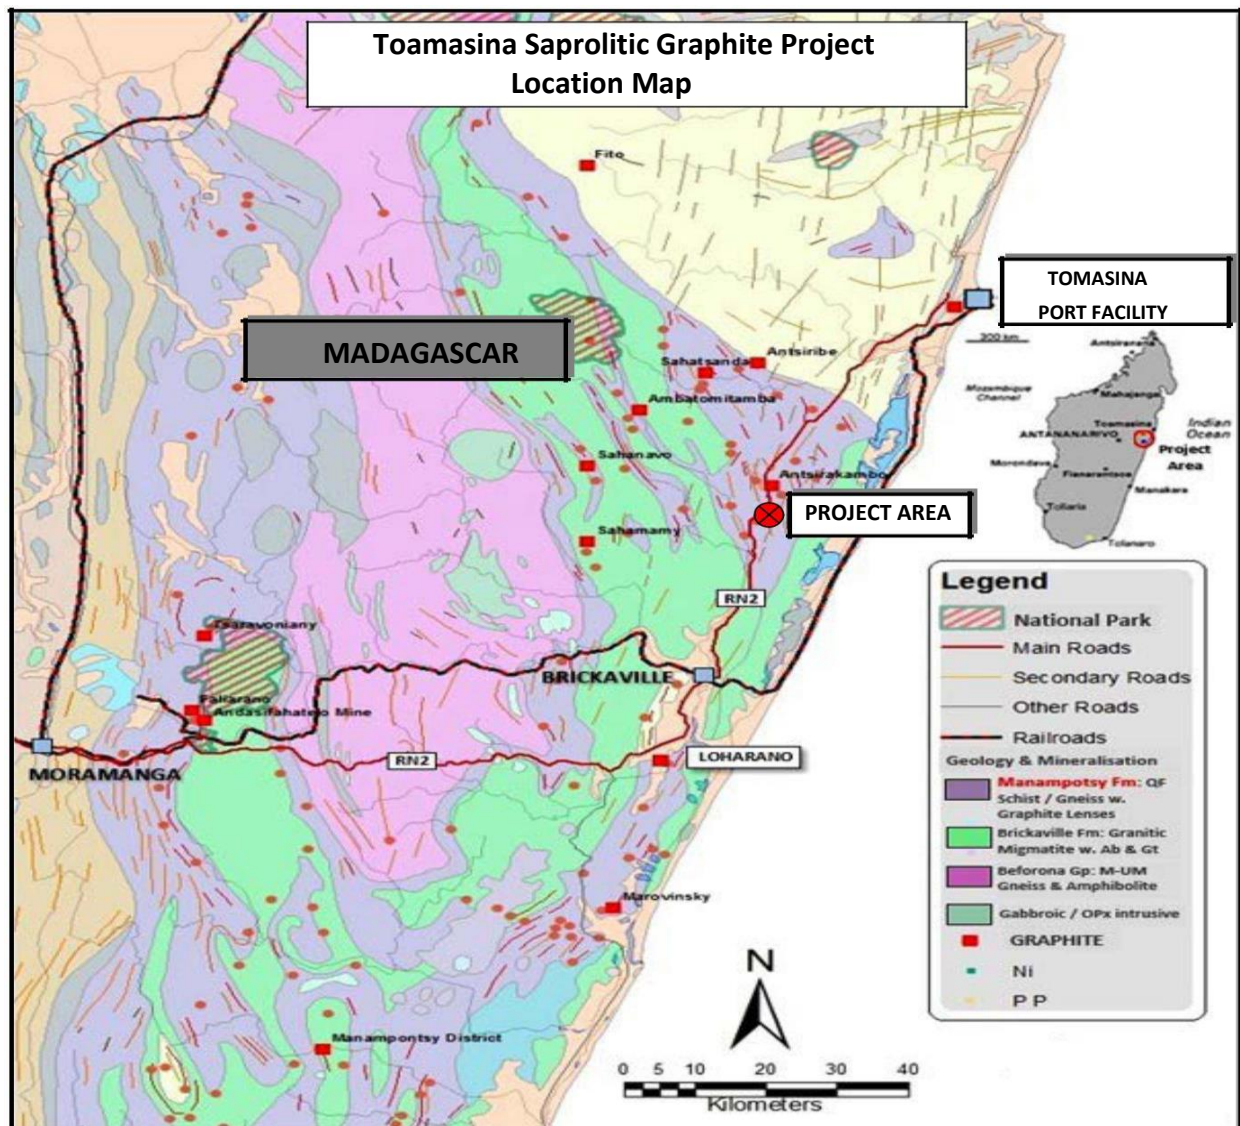 Toamasina Saprolitic Graphite Project
Location Map
Fito
TOMASINA
PORT FACILITY
MADAGASCAR
300 km
Antsiranana
Antsiribe
Sahatsanda
Mozambique
Channel
Mahajanga
Ambatomitamba
Toamasina
Indian
Ocean
ANTANANARIVO
Project
Area
Sahanavo
Morondava
Fianarantsoa
Antsirakambo
Manakara
PROJECT AREA
Toliaria
Sahamamy
Tolanaro
Legend
National Park
Main Roads
Secondary Roads
Other Roads
Railroads
Geology & Mineralisation
Manampotsy Fm: QF
Schist / Gneiss w.
Graphite Lenses
Brickaville Fm: Granitic
Migmatite w. Ab & Gt
Beforona Gp: M-UM
Gneiss & Amphibolite
Gabbroic / OPx intrusive
GRAPHITE
Ni
P P
RN2
Tsaravoniany
BRICKAVILLE
Andasifahatelo Mine
MORAMANGA
RN2
LOHARANO
Marovinsky
N
Manampontsy District
0 5 10 20 30 40
Kilometers